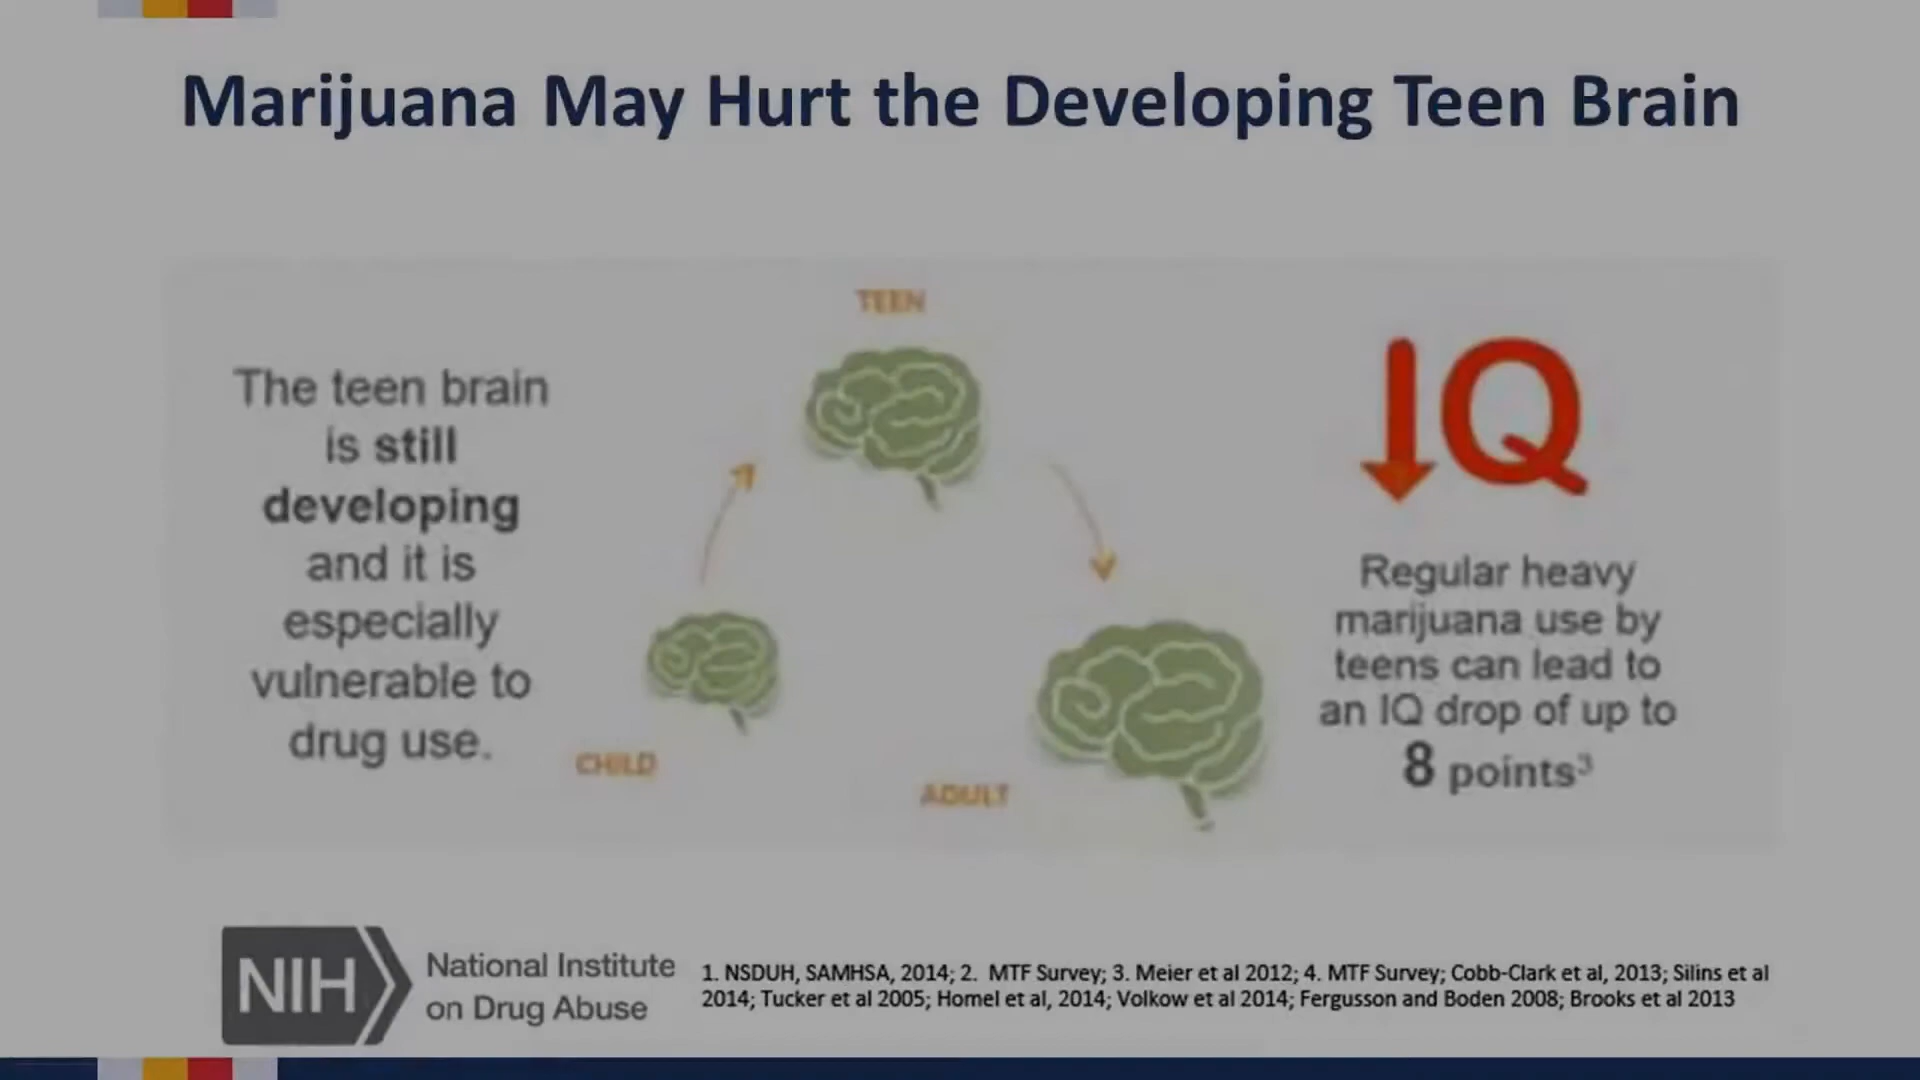 Marijuana May Hurt the Developing Teen Brain
The teen brain
is still
developing
and it is
especially
vulnerable to
drug use.
TEEN
CHILD
ADULT
IQ
Regular heavy
marijuana use by
teens can lead to
an IQ drop of up to
8 points³
NIH
National Institute
on Drug Abuse
1. NSDUH, SAMHSA, 2014; 2. MTF Survey; 3. Meier et al 2012; 4. MTF Survey; Cobb-Clark et al, 2013; Silins et al
2014; Tucker et al 2005; Homel et al, 2014; Volkow et al 2014; Fergusson and Boden 2008; Brooks et al 2013